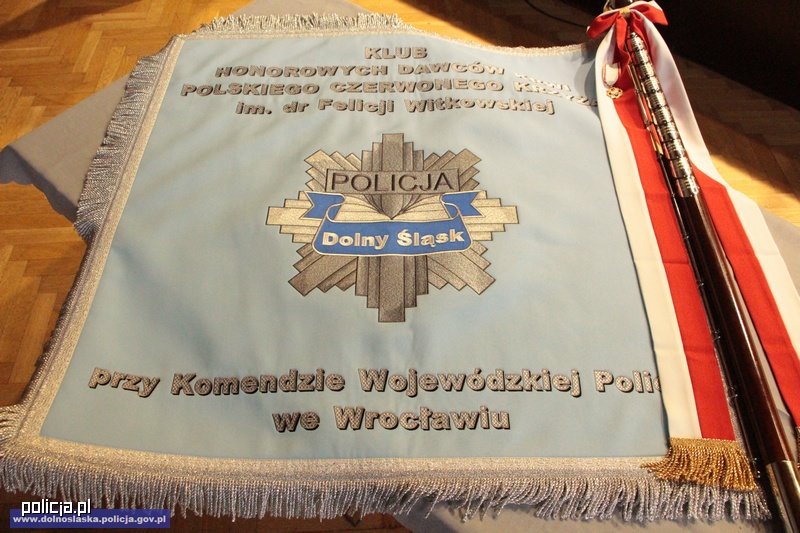 KLUB
HONOROWYCH DAWCÓW
POLSKIEGO CZERWONEGO
im. dr Felicji Witkowskiej
POLICJA
Dolny Śląsk
przy Komendzie Wojewódzkiej Polic
we Wrocławiu
policja.pl
www.dolnoslaska.policja.gov.pl